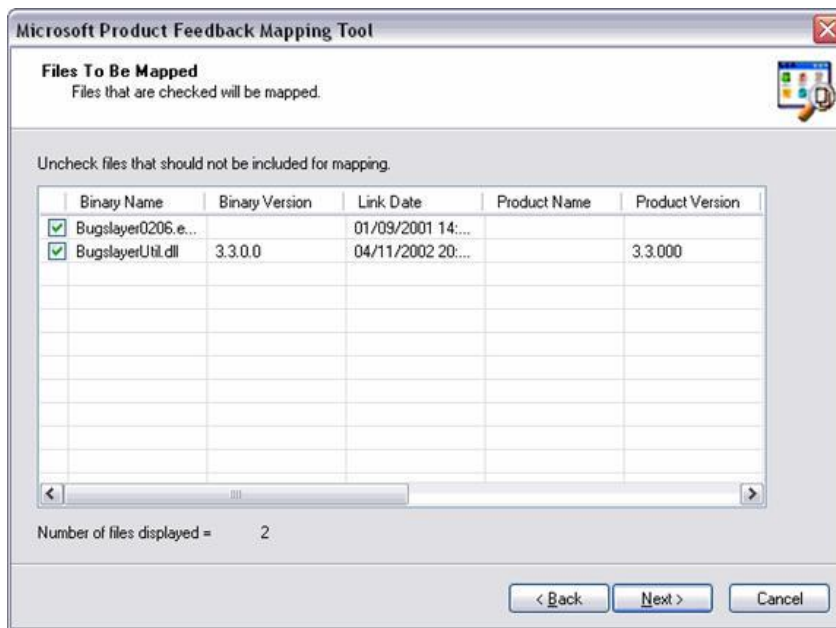 Microsoft Product Feedback Mapping Tool
Files To Be Mapped
Files that are checked will be mapped.
Uncheck files that should not be included for mapping.
Binary Name Binary Version Link Date Product Name Product Version
Bugslayer0206.e... 01/09/2001 14:...
BugslayerUtil.dll 3.3.0.0 04/11/2002 20:... 3.3.000
Number of files displayed = 2
< Back Next > Cancel